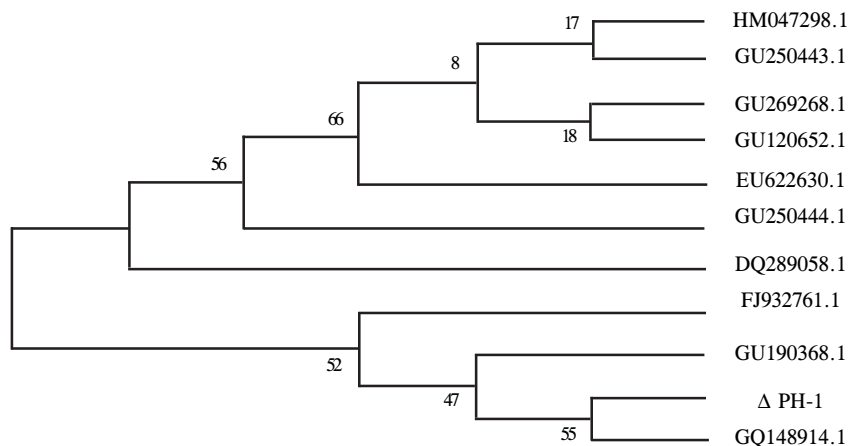 HM047298.1
17
GU250443.1
8
GU269268.1
66
18
GU120652.1
56
EU622630.1
GU250444.1
DQ289058.1
FJ932761.1
52
GU190368.1
47
Δ PH-1
55
GQ148914.1